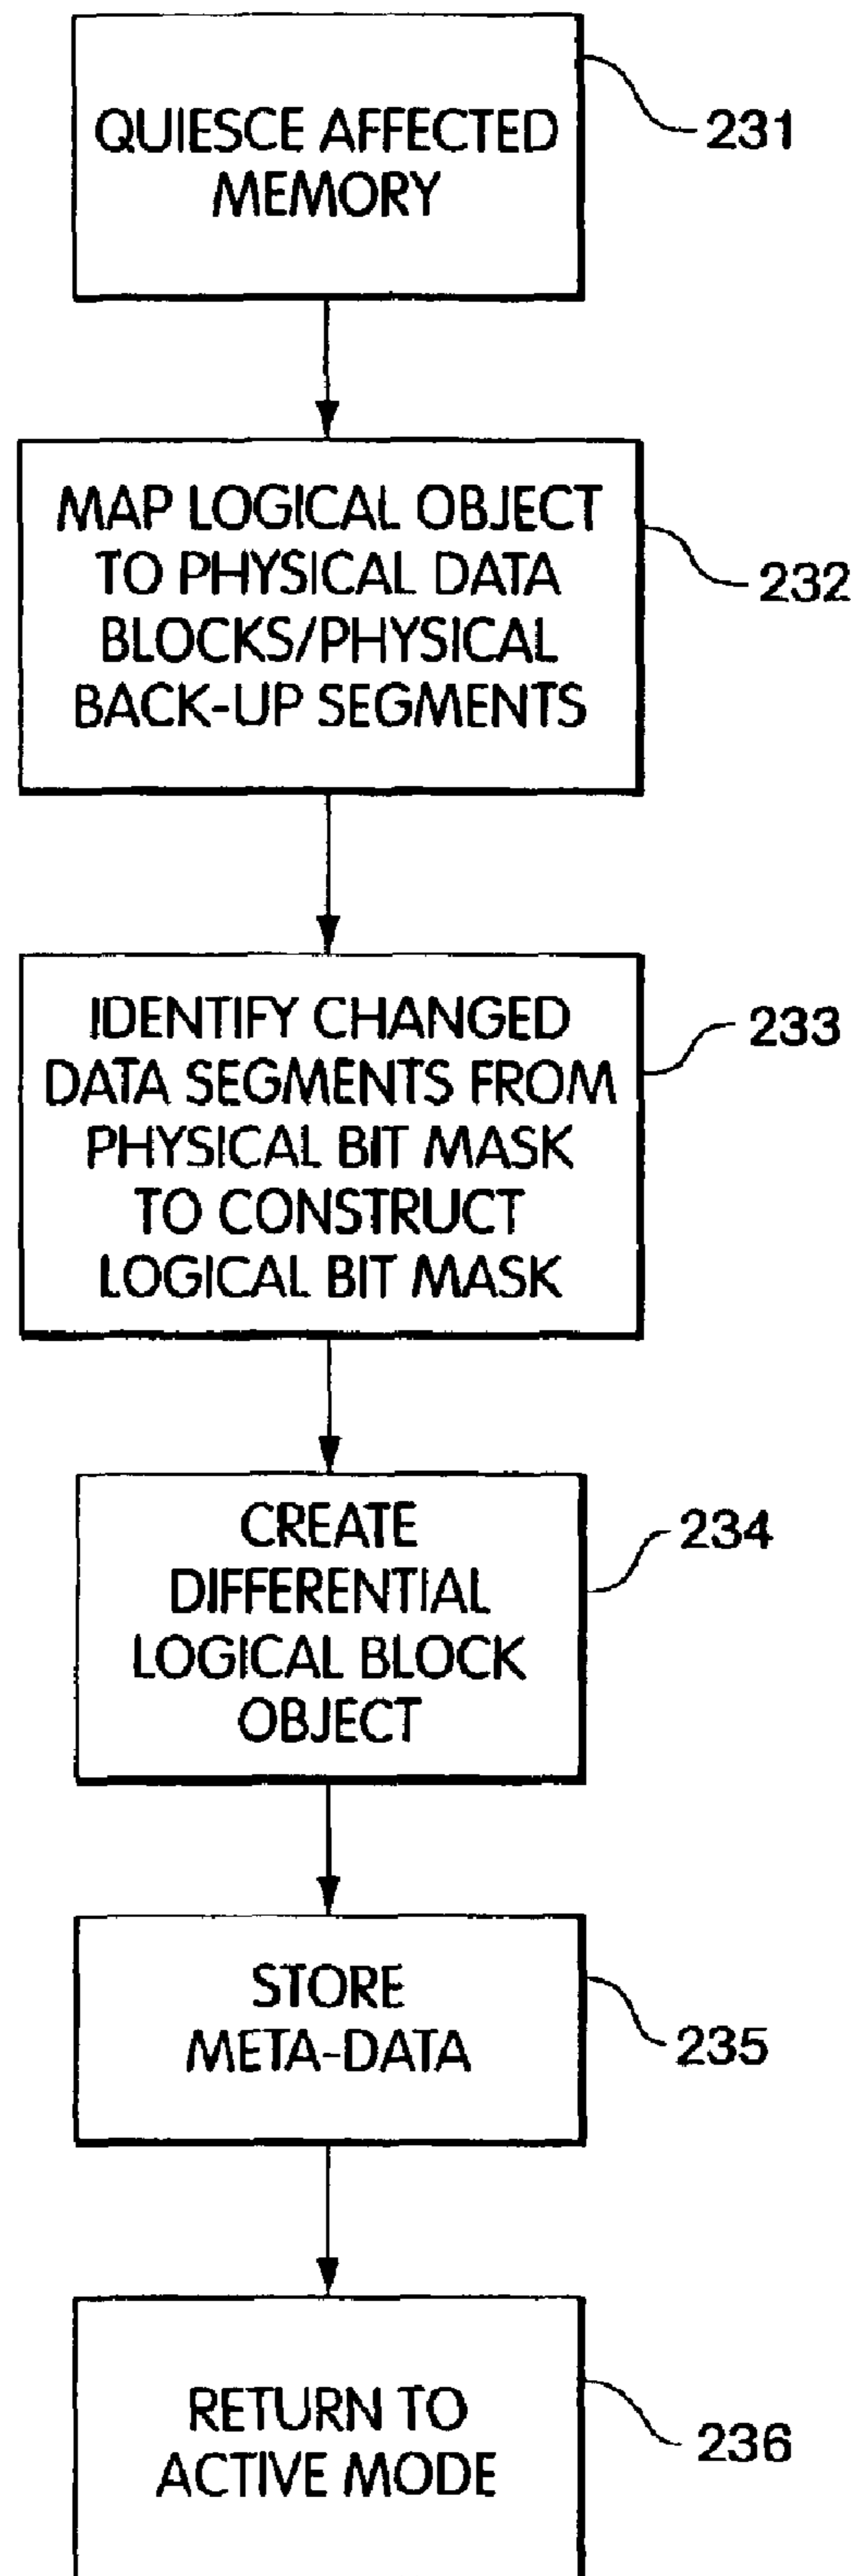 QUIESCE AFFECTED
MEMORY
231
MAP LOGICAL OBJECT
TO PHYSICAL DATA
BLOCKS/PHYSICAL
BACK-UP SEGMENTS
232
IDENTIFY CHANGED
DATA SEGMENTS FROM
PHYSICAL BIT MASK
TO CONSTRUCT
LOGICAL BIT MASK
233
CREATE
DIFFERENTIAL
LOGICAL BLOCK
OBJECT
234
STORE
META-DATA
235
RETURN TO
ACTIVE MODE
236